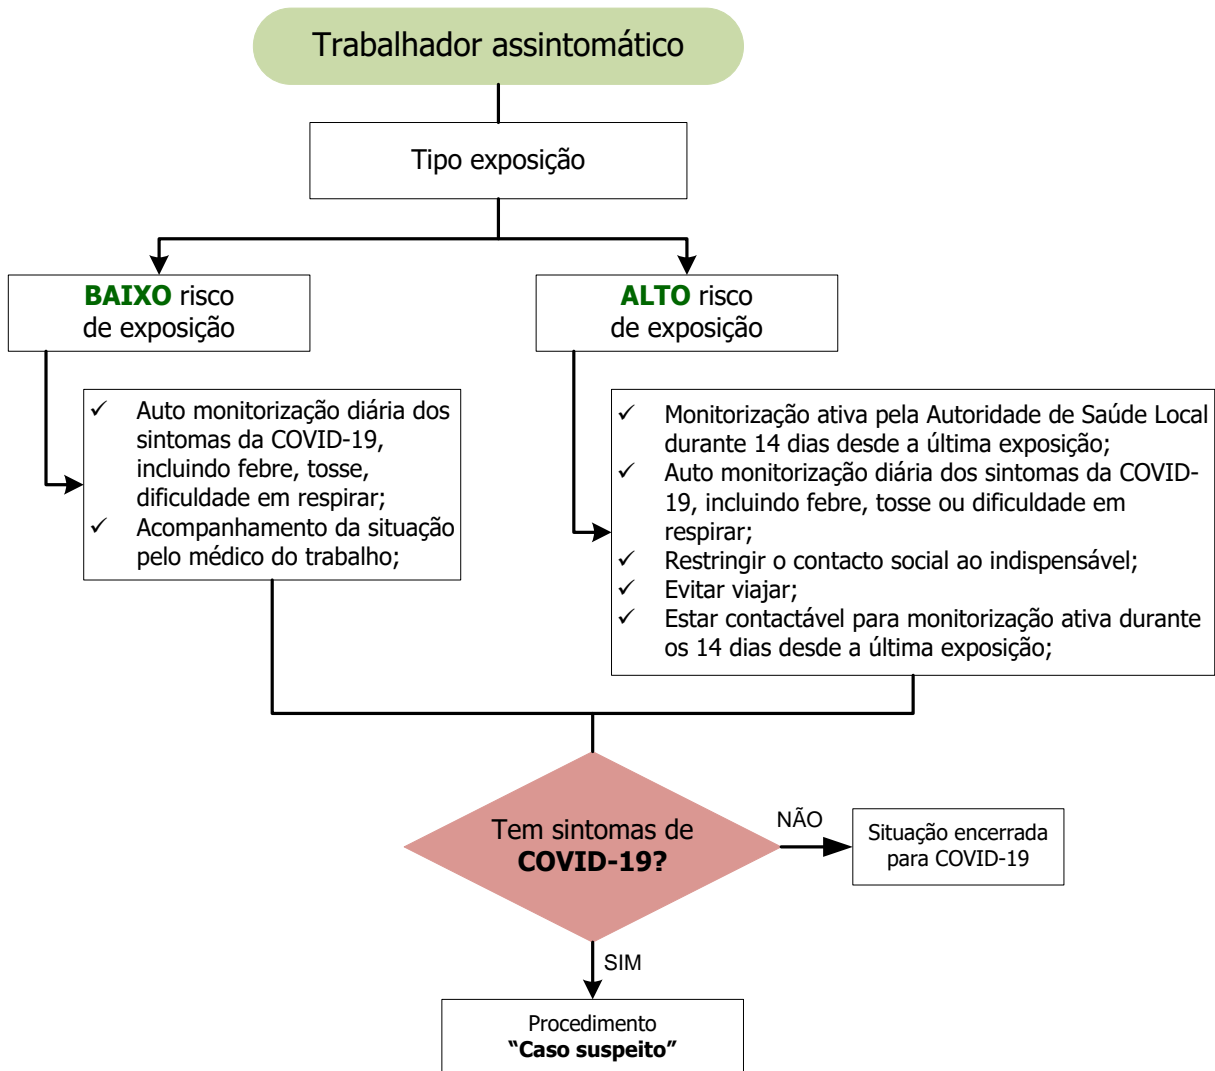 Trabalhador assintomático
Tipo exposição
BAIXO risco
de exposição
ALTO risco
de exposição
✓ Auto monitorização diária dos
sintomas da COVID-19,
incluindo febre, tosse,
dificuldade em respirar;
✓ Acompanhamento da situação
pelo médico do trabalho;
✓ Monitorização ativa pela Autoridade de Saúde Local
durante 14 dias desde a última exposição;
✓ Auto monitorização diária dos sintomas da COVID-
19, incluindo febre, tosse ou dificuldade em
respirar;
✓ Restringir o contacto social ao indispensável;
✓ Evitar viajar;
✓ Estar contactável para monitorização ativa durante
os 14 dias desde a última exposição;
Tem sintomas de
COVID-19?
NÃO
Situação encerrada
para COVID-19
SIM
Procedimento
“Caso suspeito”